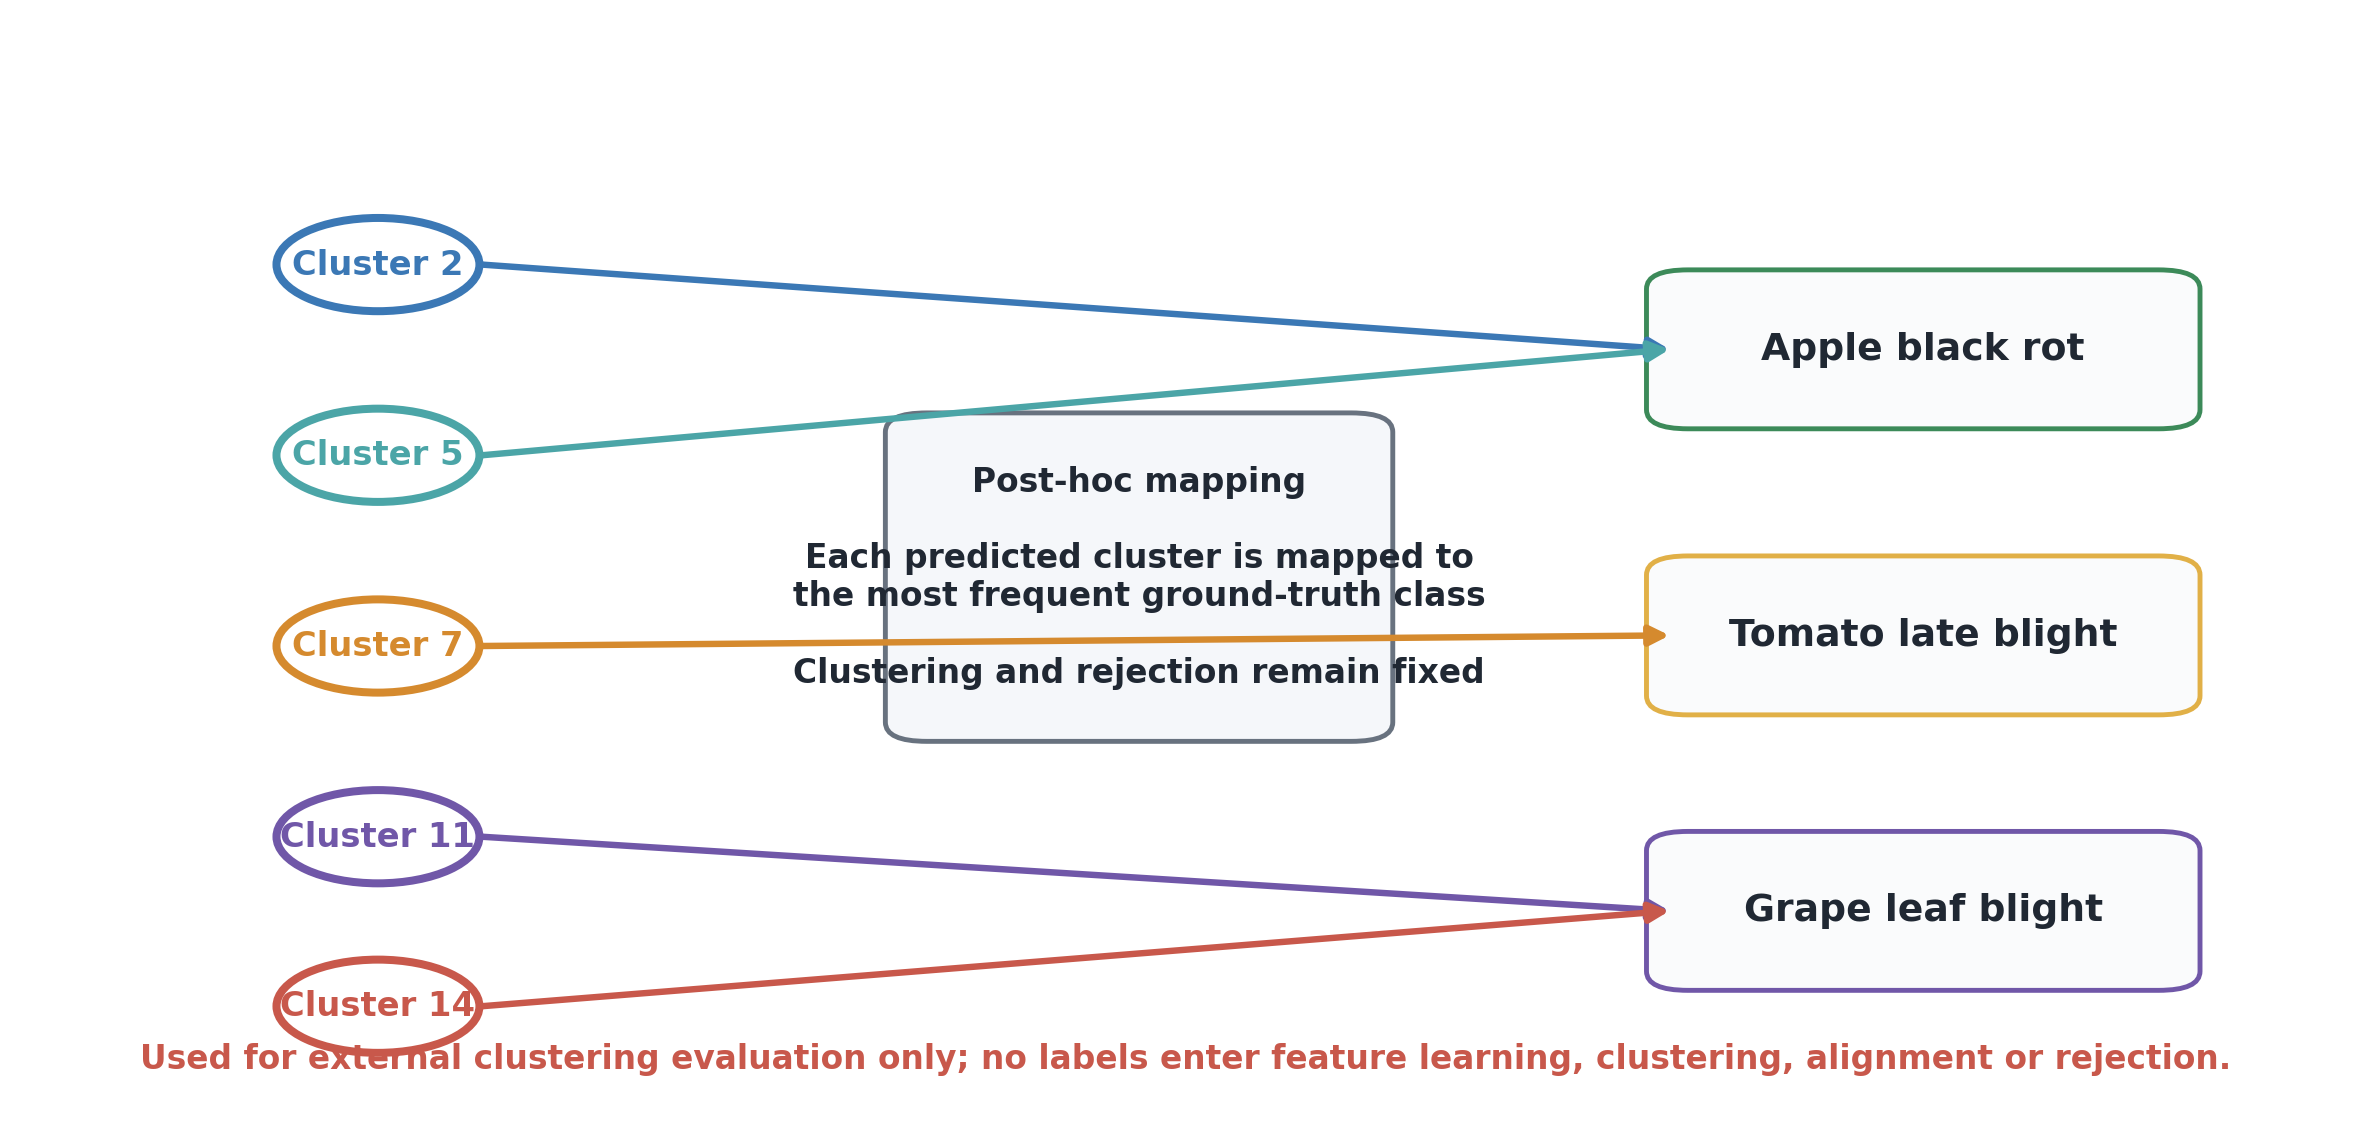 Cluster 2
Cluster 5
Cluster 7
Cluster 11
Cluster 14
Post-hoc mapping
Each predicted cluster is mapped to
the most frequent ground-truth class
Clustering and rejection remain fixed
Apple black rot
Tomato late blight
Grape leaf blight
Used for external clustering evaluation only; no labels enter feature learning, clustering, alignment or rejection.